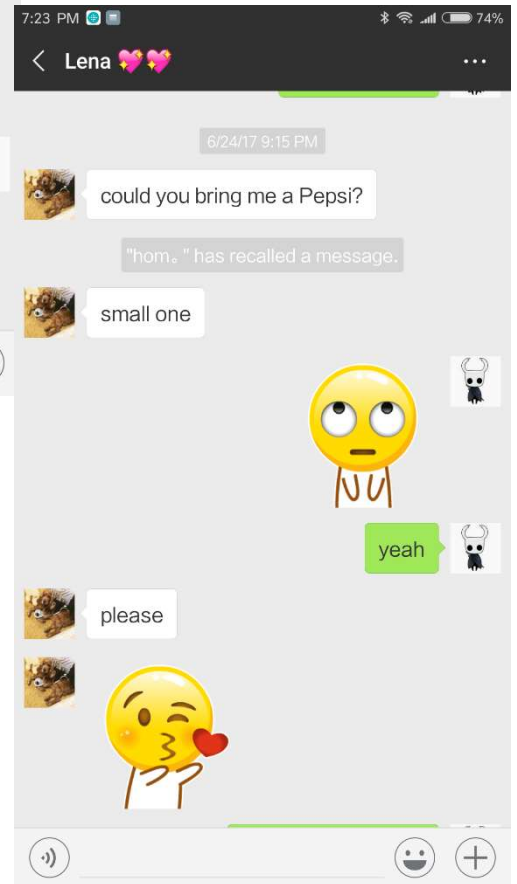 7:23 PM 74%
Lena 💖💖
6/24/17 9:15 PM
could you bring me a Pepsi?
"hom。" has recalled a message.
small one
yeah
please